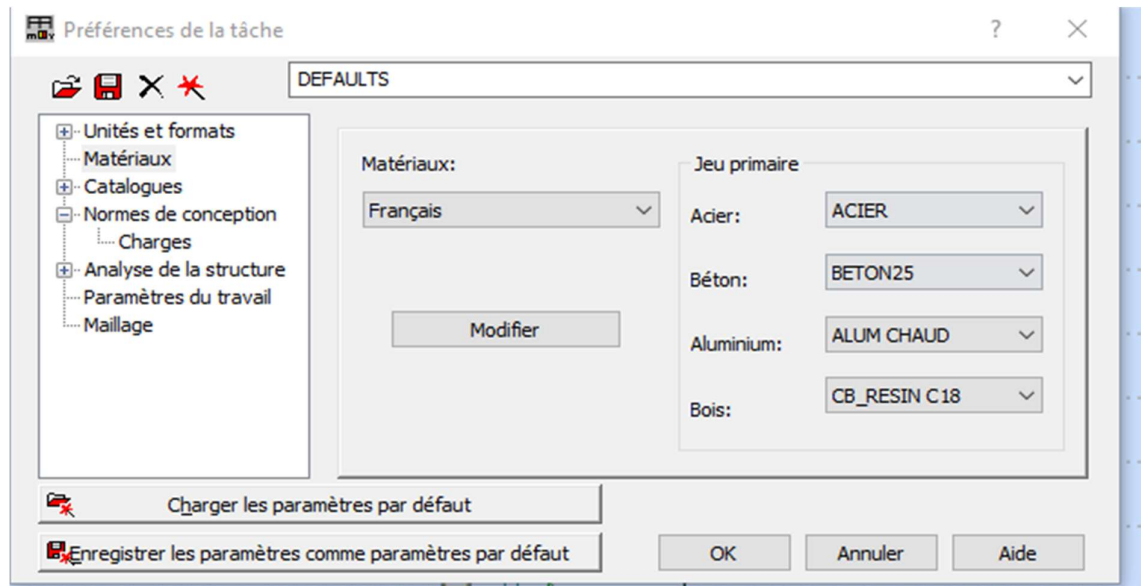 Préférences de la tâche
?
DEFAULTS
Unités et formats
Matériaux
Catalogues
Normes de conception
Charges
Analyse de la structure
Paramètres du travail
Maillage
Matériaux:
Français
Modifier
Jeu primaire
Acier: ACIER
Béton: BETON25
Aluminium: ALUM CHAUD
Bois: CB_RESIN C18
Charger les paramètres par défaut
Enregistrer les paramètres comme paramètres par défaut
OK Annuler Aide